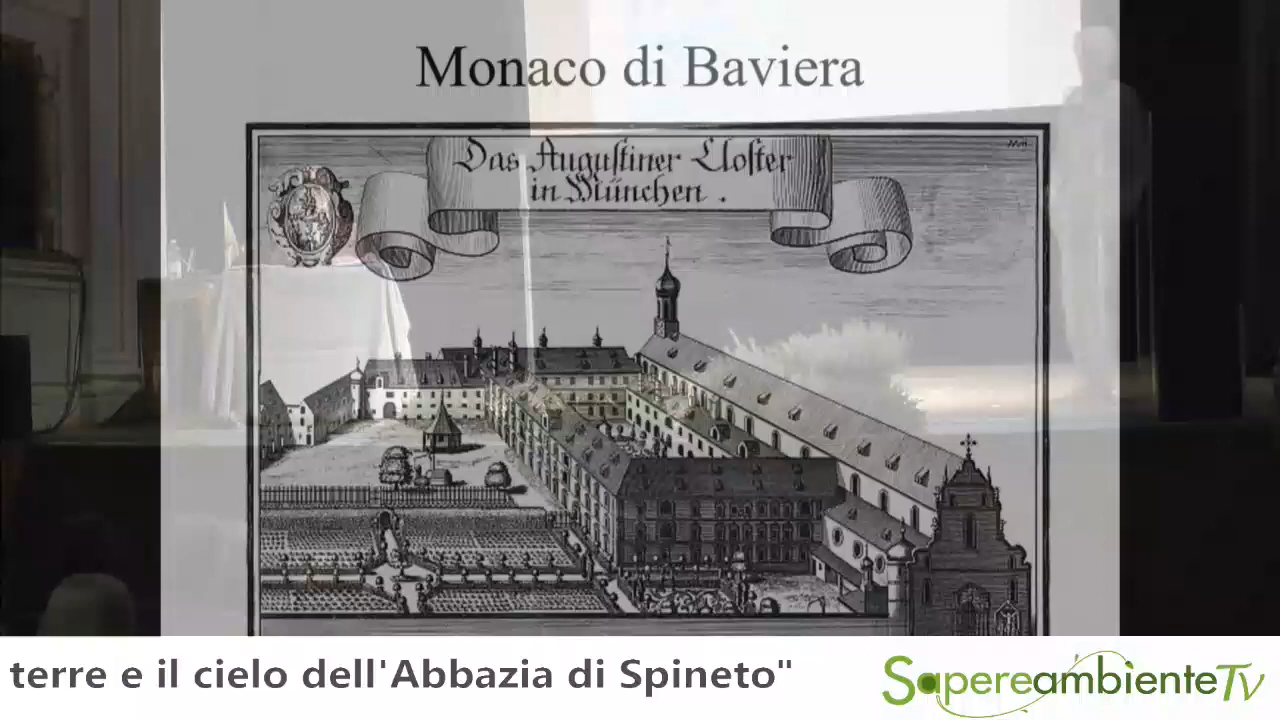 Monaco di Baviera
Das Augustiner Closter
in München.
terre e il cielo dell'Abbazia di Spineto"
SapereambienteTv